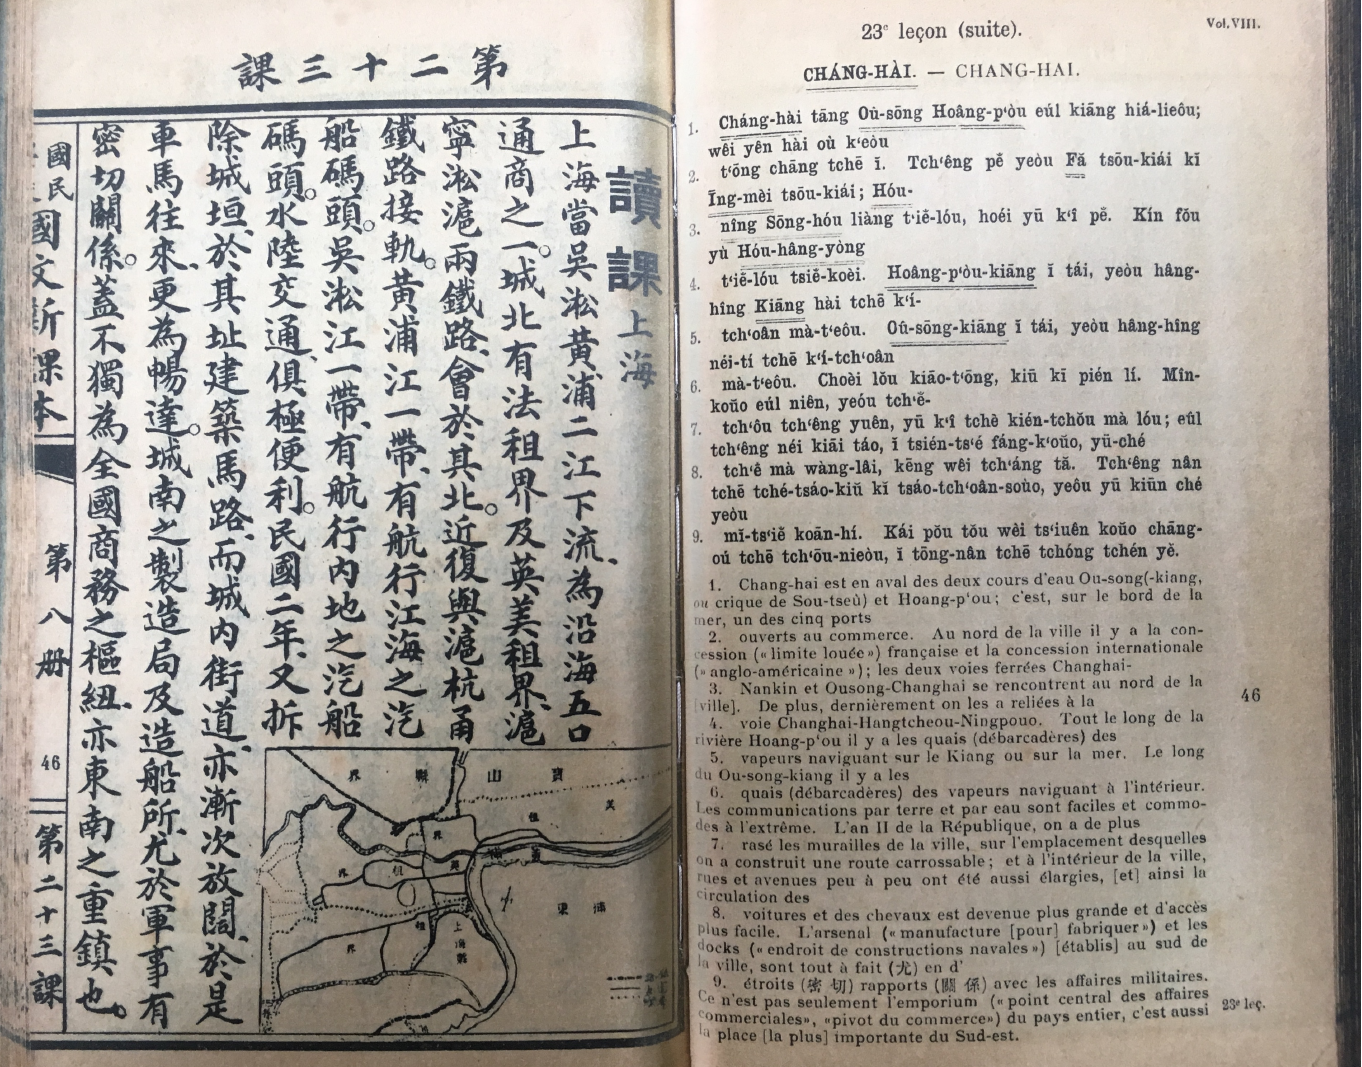 第二十三課
讀課 上海
上海當吳淞黃浦二江下流、為沿海五口
通商之一。城北有法租界及英美租界、滬
寧淞滬兩鐵路、會於其北。近復與滬杭甬
鐵路接軌。黃浦江一帶、有航行江海之汽
船碼頭。吳淞江一帶、有航行內地之汽船
碼頭。水陸交通、俱極便利。民國二年、又拆
除城垣、於其址建築馬路、而城內街道、亦漸次放闊、於是
車馬往來、更為暢達。城南之製造局及造船所、尤於軍事有
密切關係。蓋不獨為全國商務之樞紐、亦東南之重鎮也。
國民
國文新課本
第八册
46
第二十三課
寶山縣界
美
租
界
黃
浦
英
租
界
界
租
界
上海縣
浦東
23e leçon (suite).
Vol.VIII.
CHÁNG-HÀI. — CHANG-HAI.
1. Cháng-hài tāng Oû-sōng Hoâng-p‘òu eúl kiāng hiá-lieôu;
wêi yên hài où k‘eòu
2. t‘ōng chāng tchē ĭ. Tch‘êng pĕ yeòu Fă tsōu-kiái kĭ
Īng-mèi tsōu-kiái; Hóu-
3. nîng Sōng-hóu liàng t‘iĕ-lóu, hoéi yū k‘î pĕ. Kín fŏu
yù Hóu-hâng-yòng
4. t‘iĕ-lóu tsiĕ-koèi. Hoâng-p‘òu-kiāng ĭ tái, yeòu hâng-
hîng Kiāng hài tchē k‘í-
5. tch‘oân mà-t‘eôu. Oû-sōng-kiāng ĭ tái, yeòu hâng-hîng
néi-tí tchē k‘í-tch‘oân
6. mà-t‘eôu. Choèi lŏu kiāo-t‘ōng, kiū kĭ pién lí. Mîn-
kouŏ eúl niên, yeóu tch‘ĕ-
7. tch‘ôu tch‘êng yuên, yū k‘î tchè kién-tchŏu mà lóu; eûl
tch‘êng néi kiāi táo, ĭ tsién-ts‘é fáng-k‘ouŏ, yū-ché
8. tch‘ē mà wàng-lâi, kēng wêi tch‘áng tă. Tch‘êng nân
tchē tché-tsáo-kiŭ kĭ tsáo-tch‘oân-soùo, yeôu yū kiūn ché
yeòu
9. mĭ-ts‘iĕ koān-hí. Kái pŏu tŏu wèi ts‘iuên kouŏ chāng-
oú tchē tch‘ōu-nieòu, ĭ tōng-nân tchē tchóng tchén yĕ.
1. Chang-hai est en aval des deux cours d'eau Ou-song(-kiang,
ou crique de Sou-tseù) et Hoang-p‘ou; c'est, sur le bord de la
mer, un des cinq ports
2. ouverts au commerce. Au nord de la ville il y a la con-
cession (« limite louée ») française et la concession internationale
(« anglo-américaine »); les deux voies ferrées Changhai-
3. Nankin et Ousong-Changhai se rencontrent au nord de la
[ville]. De plus, dernièrement on les a reliées à la
4. voie Changhai-Hangtcheou-Ningpouo. Tout le long de la
rivière Hoang-p‘ou il y a les quais (débarcadères) des
5. vapeurs naviguant sur le Kiang ou sur la mer. Le long
du Ou-song-kiang il y a les
6. quais (débarcadères) des vapeurs naviguant à l'intérieur.
Les communications par terre et par eau sont faciles et commo-
des à l'extrême. L'an II de la République, on a de plus
7. rasé les murailles de la ville, sur l'emplacement desquelles
on a construit une route carrossable; et à l'intérieur de la ville,
rues et avenues peu à peu ont été aussi élargies, [et] ainsi la
circulation des
8. voitures et des chevaux est devenue plus grande et d'accès
plus facile. L'arsenal (« manufacture [pour] fabriquer ») et les
docks (« endroit de constructions navales ») [établis] au sud de
la ville, sont tout à fait (尤) en d'
9. étroits (密 切) rapports (關 係) avec les affaires militaires.
Ce n'est pas seulement l'emporium (« point central des affaires
commerciales», «pivot du commerce») du pays entier, c'est aussi
la place [la plus] importante du Sud-est.
46
23e leç.